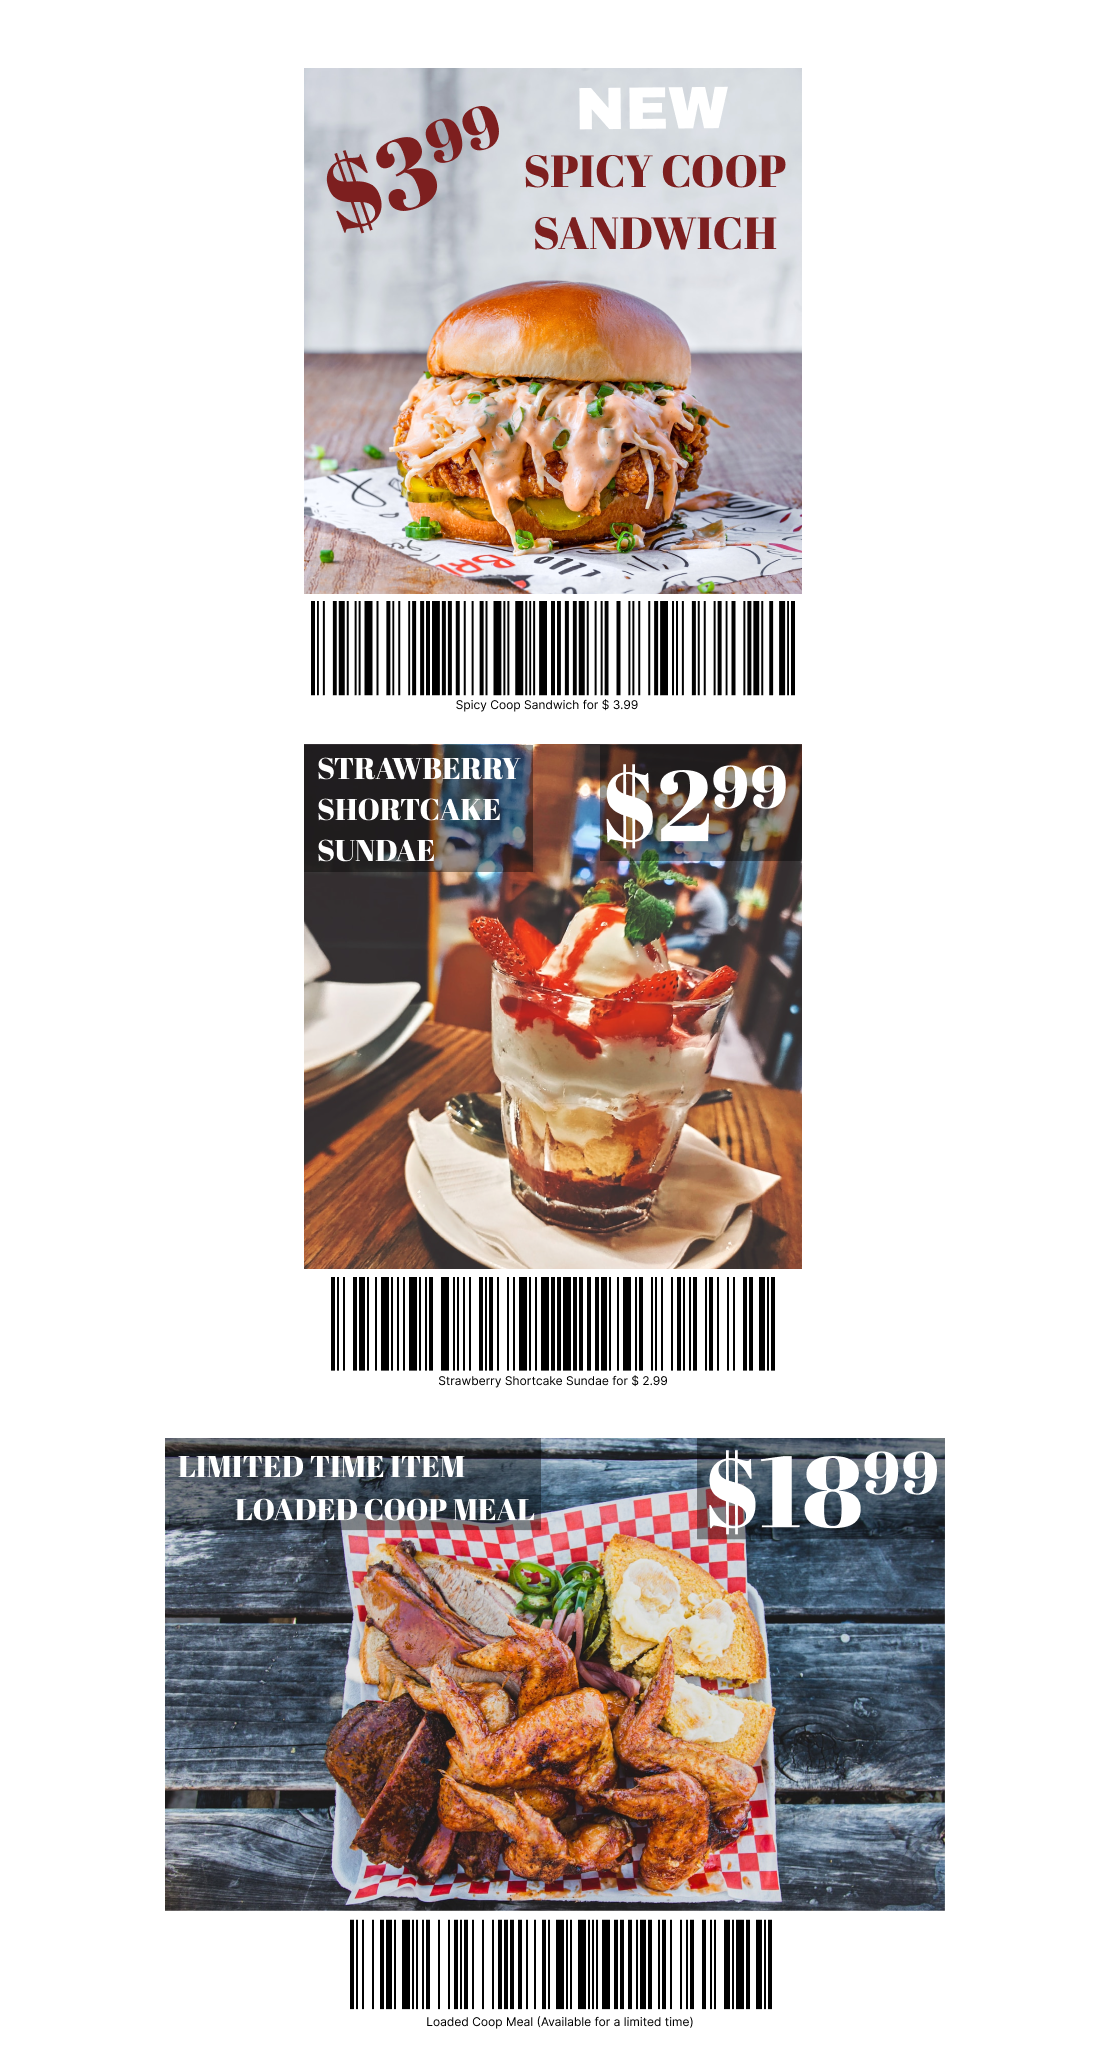 $3.99
NEW
SPICY COOP
SANDWICH
Spicy Coop Sandwich for $ 3.99
STRAWBERRY
SHORTCAKE
SUNDAE
$2.99
Strawberry Shortcake Sundae for $ 2.99
LIMITED TIME ITEM
LOADED COOP MEAL
$18.99
Loaded Coop Meal (Available for a limited time)